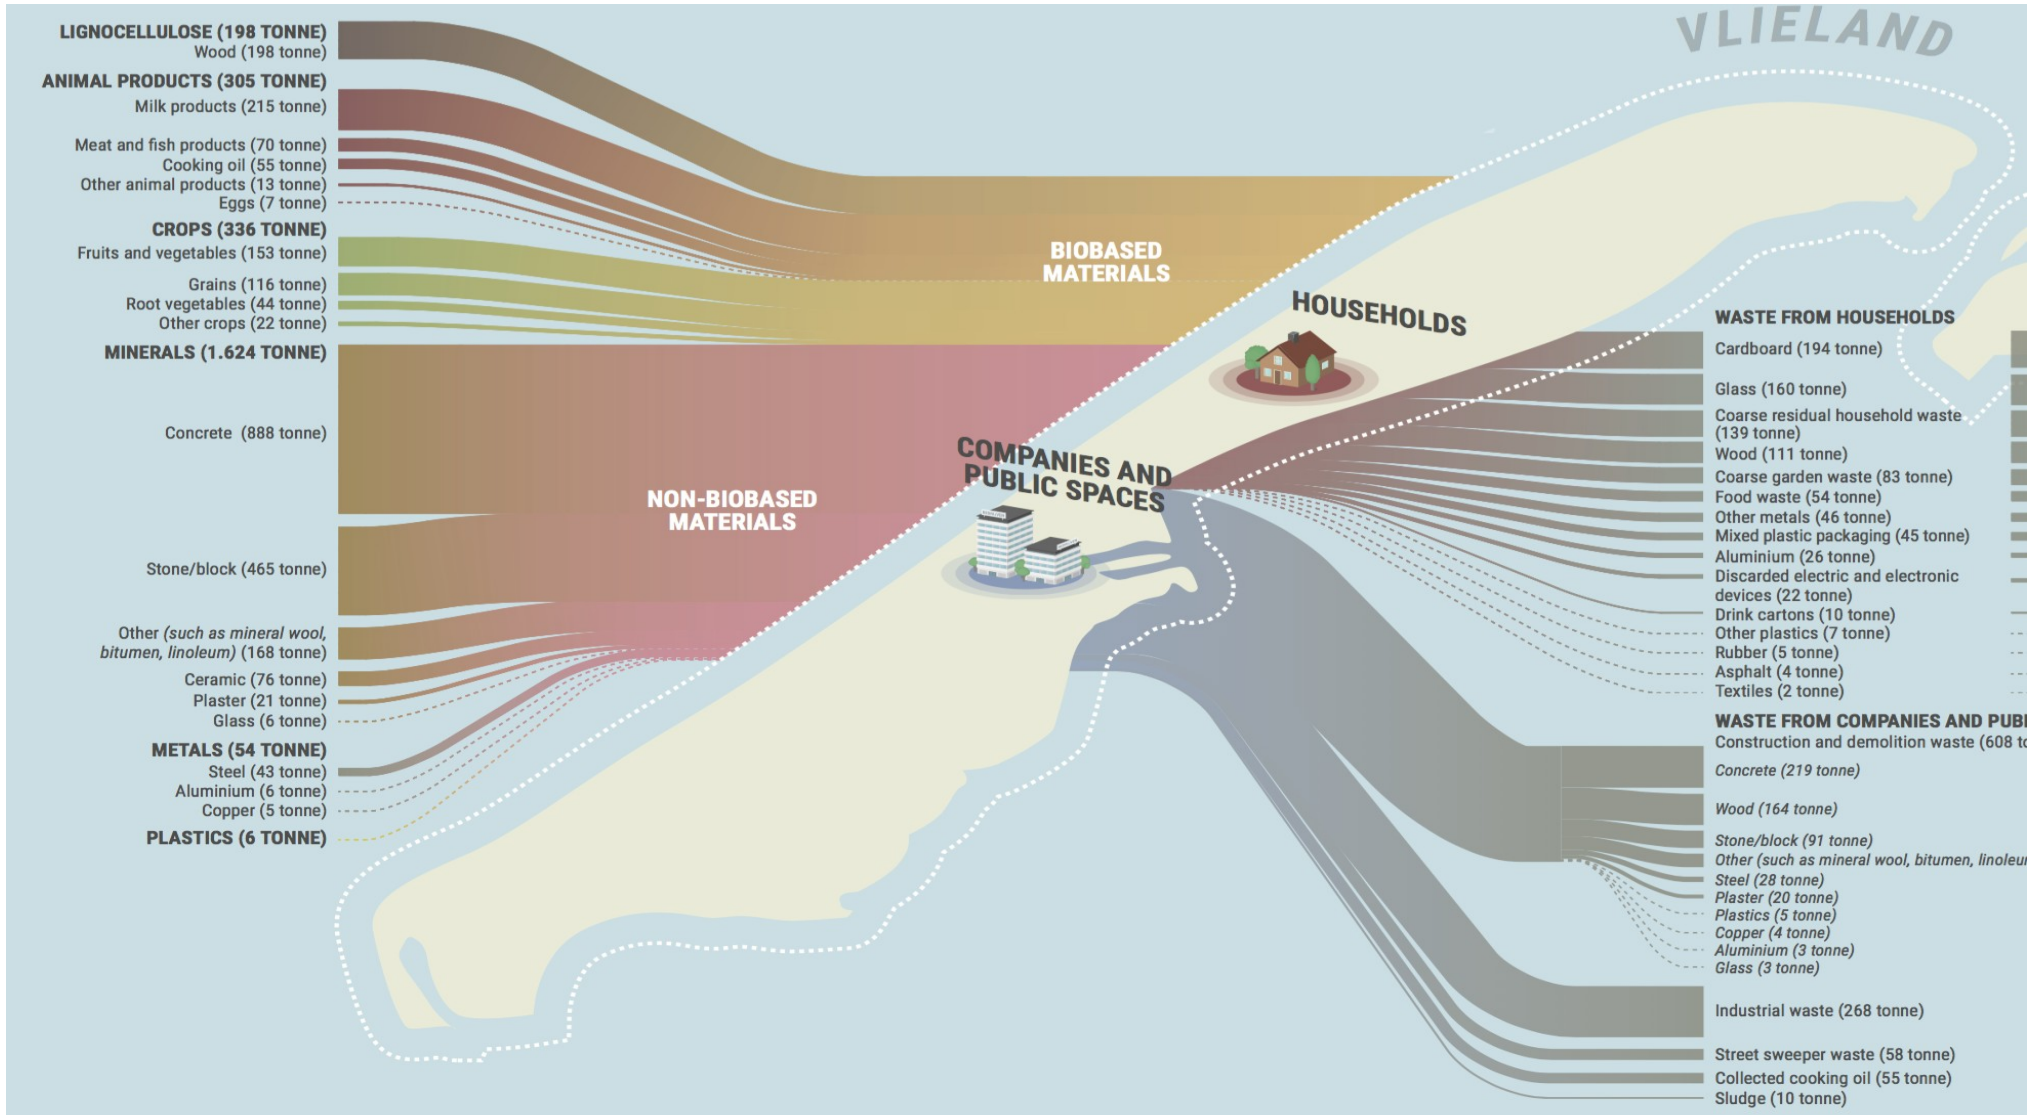 VLIELAND
LIGNOCELLULOSE (198 TONNE)
Wood (198 tonne)
ANIMAL PRODUCTS (305 TONNE)
Milk products (215 tonne)
Meat and fish products (70 tonne)
Cooking oil (55 tonne)
Other animal products (13 tonne)
Eggs (7 tonne)
CROPS (336 TONNE)
Fruits and vegetables (153 tonne)
Grains (116 tonne)
Root vegetables (44 tonne)
Other crops (22 tonne)
MINERALS (1.624 TONNE)
Concrete (888 tonne)
Stone/block (465 tonne)
Other (such as mineral wool,
bitumen, linoleum) (168 tonne)
Ceramic (76 tonne)
Plaster (21 tonne)
Glass (6 tonne)
METALS (54 TONNE)
Steel (43 tonne)
Aluminium (6 tonne)
Copper (5 tonne)
PLASTICS (6 TONNE)
BIOBASED
MATERIALS
NON-BIOBASED
MATERIALS
HOUSEHOLDS
COMPANIES AND
PUBLIC SPACES
WASTE FROM HOUSEHOLDS
Cardboard (194 tonne)
Glass (160 tonne)
Coarse residual household waste
(139 tonne)
Wood (111 tonne)
Coarse garden waste (83 tonne)
Food waste (54 tonne)
Other metals (46 tonne)
Mixed plastic packaging (45 tonne)
Aluminium (26 tonne)
Discarded electric and electronic
devices (22 tonne)
Drink cartons (10 tonne)
Other plastics (7 tonne)
Rubber (5 tonne)
Asphalt (4 tonne)
Textiles (2 tonne)
WASTE FROM COMPANIES AND
Construction and demolition waste (608
Concrete (219 tonne)
Wood (164 tonne)
Stone/block (91 tonne)
Other (such as mineral wool, bitumen,
Steel (28 tonne)
Plaster (20 tonne)
Plastics (5 tonne)
Copper (4 tonne)
Aluminium (3 tonne)
Glass (3 tonne)
Industrial waste (268 tonne)
Street sweeper waste (58 tonne)
Collected cooking oil (55 tonne)
Sludge (10 tonne)